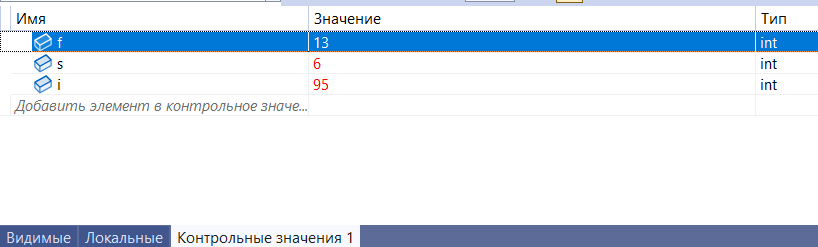 Имя Значение Тип
f 13 int
s 6 int
i 95 int
Добавить элемент в контрольное значе...
Видимые Локальные Контрольные значения 1